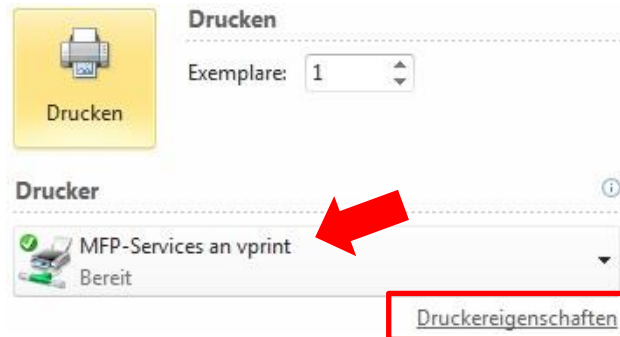 Drucken
Exemplare: 1
Drucken
Drucker
MFP-Services an vprint
Bereit
Druckereigenschaften